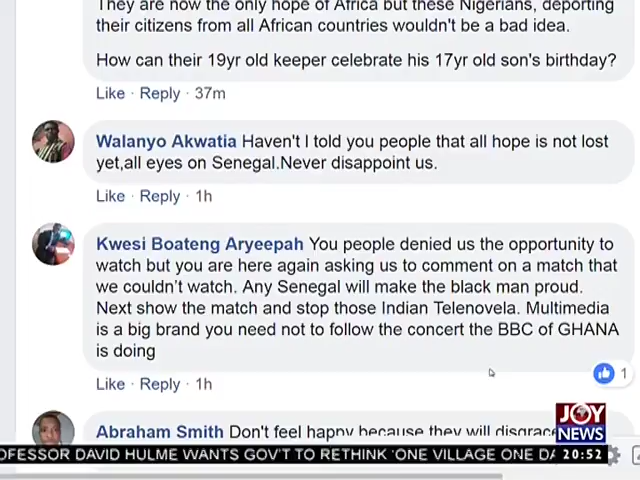 They are now the only hope of Africa but these Nigerians, deporting
their citizens from all African countries wouldn't be a bad idea.
How can their 19yr old keeper celebrate his 17yr old son's birthday?
Like · Reply · 37m
Walanyo Akwatia Haven't I told you people that all hope is not lost
yet,all eyes on Senegal.Never disappoint us.
Like · Reply · 1h
Kwesi Boateng Aryeepah You people denied us the opportunity to
watch but you are here again asking us to comment on a match that
we couldn't watch. Any Senegal will make the black man proud.
Next show the match and stop those Indian Telenovela. Multimedia
is a big brand you need not to follow the concert the BBC of GHANA
is doing
1
Like · Reply · 1h
Abraham Smith Don't feel happy because they will disgrace
JOY
NEWS
OFESSOR DAVID HULME WANTS GOV'T TO RETHINK 'ONE VILLAGE ONE DA
20:52